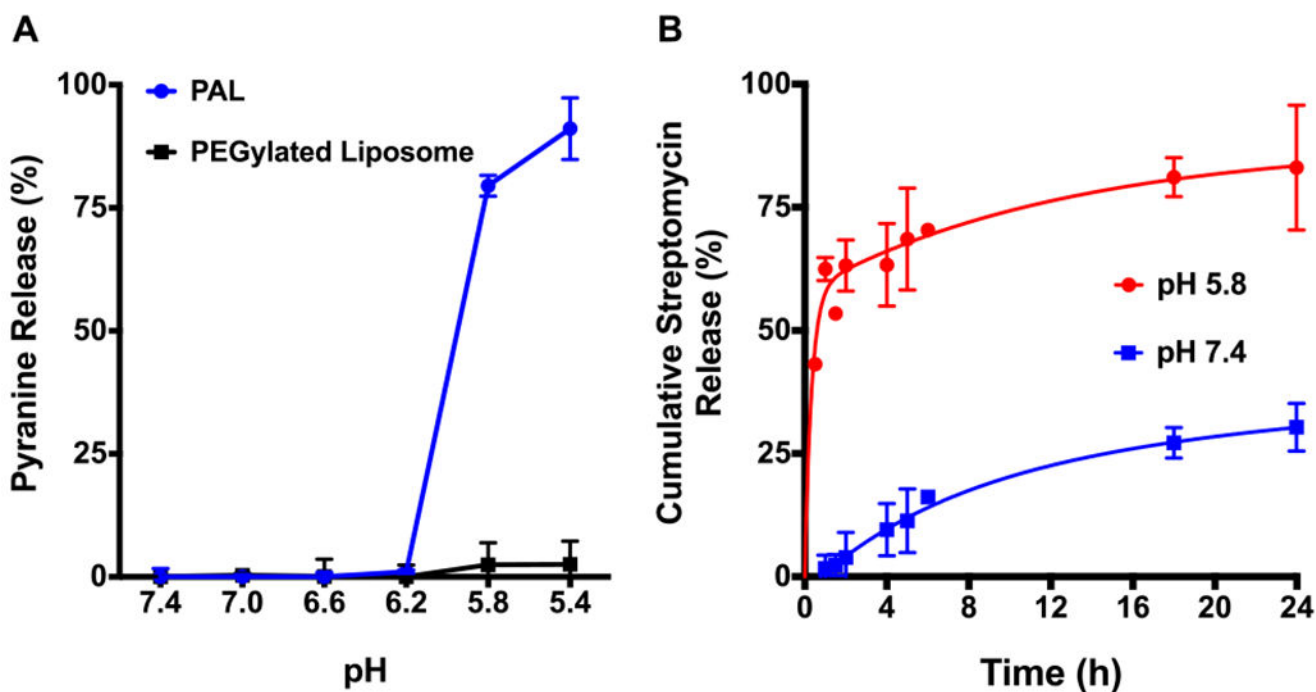 A
Pyranine Release (%)
100
75
50
25
0
PAL
PEGylated Liposome
7.4 7.0 6.6 6.2 5.8 5.4
pH
B
Cumulative Streptomycin
Release (%)
100
75
50
25
0
pH 5.8
pH 7.4
0 4 8 12 16 20 24
Time (h)